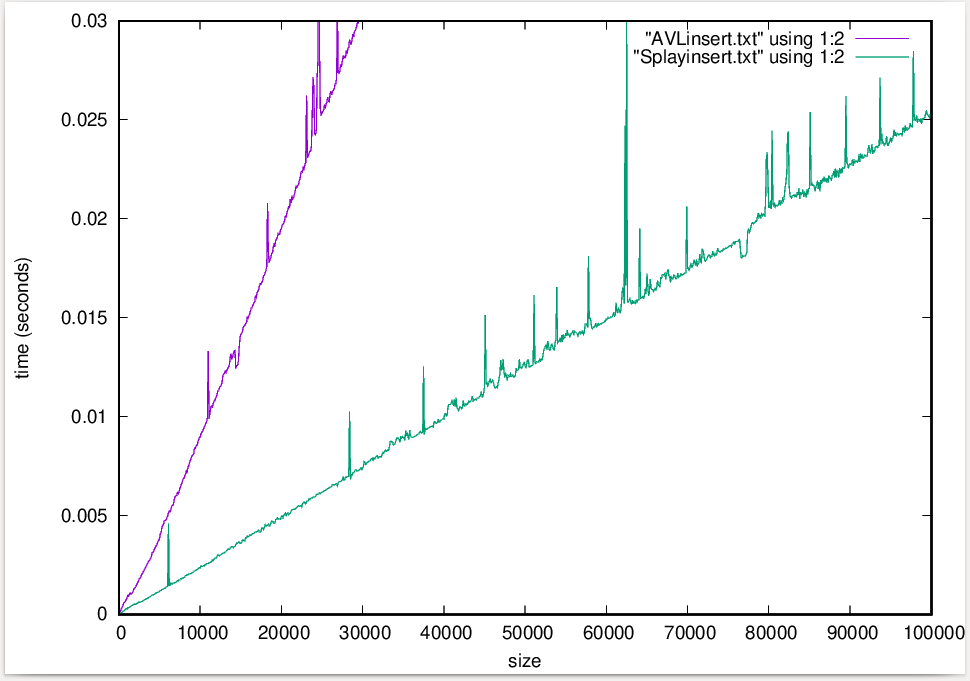 0.03
"AVLinsert.txt" using 1:2
"Splayinsert.txt" using 1:2
0.025
0.02
0.015
time (seconds)
0.01
0.005
0
0 10000 20000 30000 40000 50000 60000 70000 80000 90000 100000
size